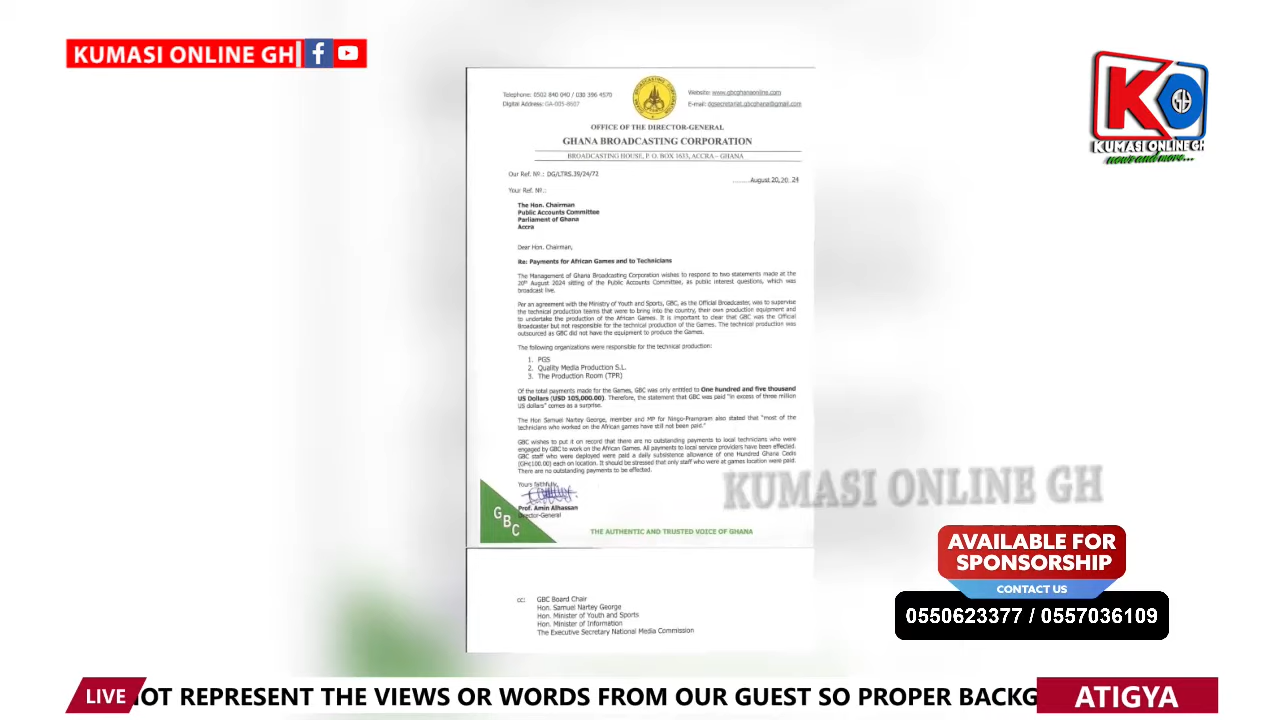 KUMASI ONLINE GH
KUMASI ONLINE GH
news and more...
Telephone: 0502 840 040 / 030 396 4570
Digital Address: GA-005-8607
GHANA BROADCASTING CORPORATION
Website: www.gbcghanaonline.com
E-mail: dgsecretariat.gbcghana@gmail.com
OFFICE OF THE DIRECTOR-GENERAL
GHANA BROADCASTING CORPORATION
BROADCASTING HOUSE, P. O. BOX 1633, ACCRA – GHANA
Our Ref. №.: DG/LTRS.39/24/72
August 20, 20 24
Your Ref. №.:
The Hon. Chairman
Public Accounts Committee
Parliament of Ghana
Accra
Dear Hon. Chairman,
Re: Payments for African Games and to Technicians
The Management of Ghana Broadcasting Corporation wishes to respond to two statements made at the
20th August 2024 sitting of the Public Accounts Committee, as public interest questions, which was
broadcast live.
Per an agreement with the Ministry of Youth and Sports, GBC, as the Official Broadcaster, was to supervise
the technical production teams that were to bring into the country, their own production equipment and
to undertake the production of the African Games. It is important to clear that GBC was the Official
Broadcaster but not responsible for the technical production of the Games. The technical production was
outsourced as GBC did not have the equipment to produce the Games.
The following organizations were responsible for the technical production:
1. PGS
2. Quality Media Production S.L.
3. The Production Room (TPR)
Of the total payments made for the Games, GBC was only entitled to One hundred and five thousand
US Dollars (USD 105,000.00). Therefore, the statement that GBC was paid "in excess of three million
US dollars" comes as a surprise.
The Hon Samuel Nartey George, member and MP for Ningo-Prampram also stated that "most of the
technicians who worked on the African games have still not been paid."
GBC wishes to put it on record that there are no outstanding payments to local technicians who were
engaged by GBC to work on the African Games. All payments to local service providers have been effected.
GBC staff who were deployed were paid a daily subsistence allowance of one Hundred Ghana Cedis
(GH¢100.00) each on location. It should be stressed that only staff who were at games location were paid.
There are no outstanding payments to be effected.
Yours faithfully,
Prof. Amin Alhassan
Director-General
GBC
THE AUTHENTIC AND TRUSTED VOICE OF GHANA
cc: GBC Board Chair
Hon. Samuel Nartey George
Hon. Minister of Youth and Sports
Hon. Minister of Information
The Executive Secretary National Media Commission
KUMASI ONLINE GH
AVAILABLE FOR
SPONSORSHIP
CONTACT US
0550623377 / 0557036109
LIVE
OT REPRESENT THE VIEWS OR WORDS FROM OUR GUEST SO PROPER BACKG
ATIGYA